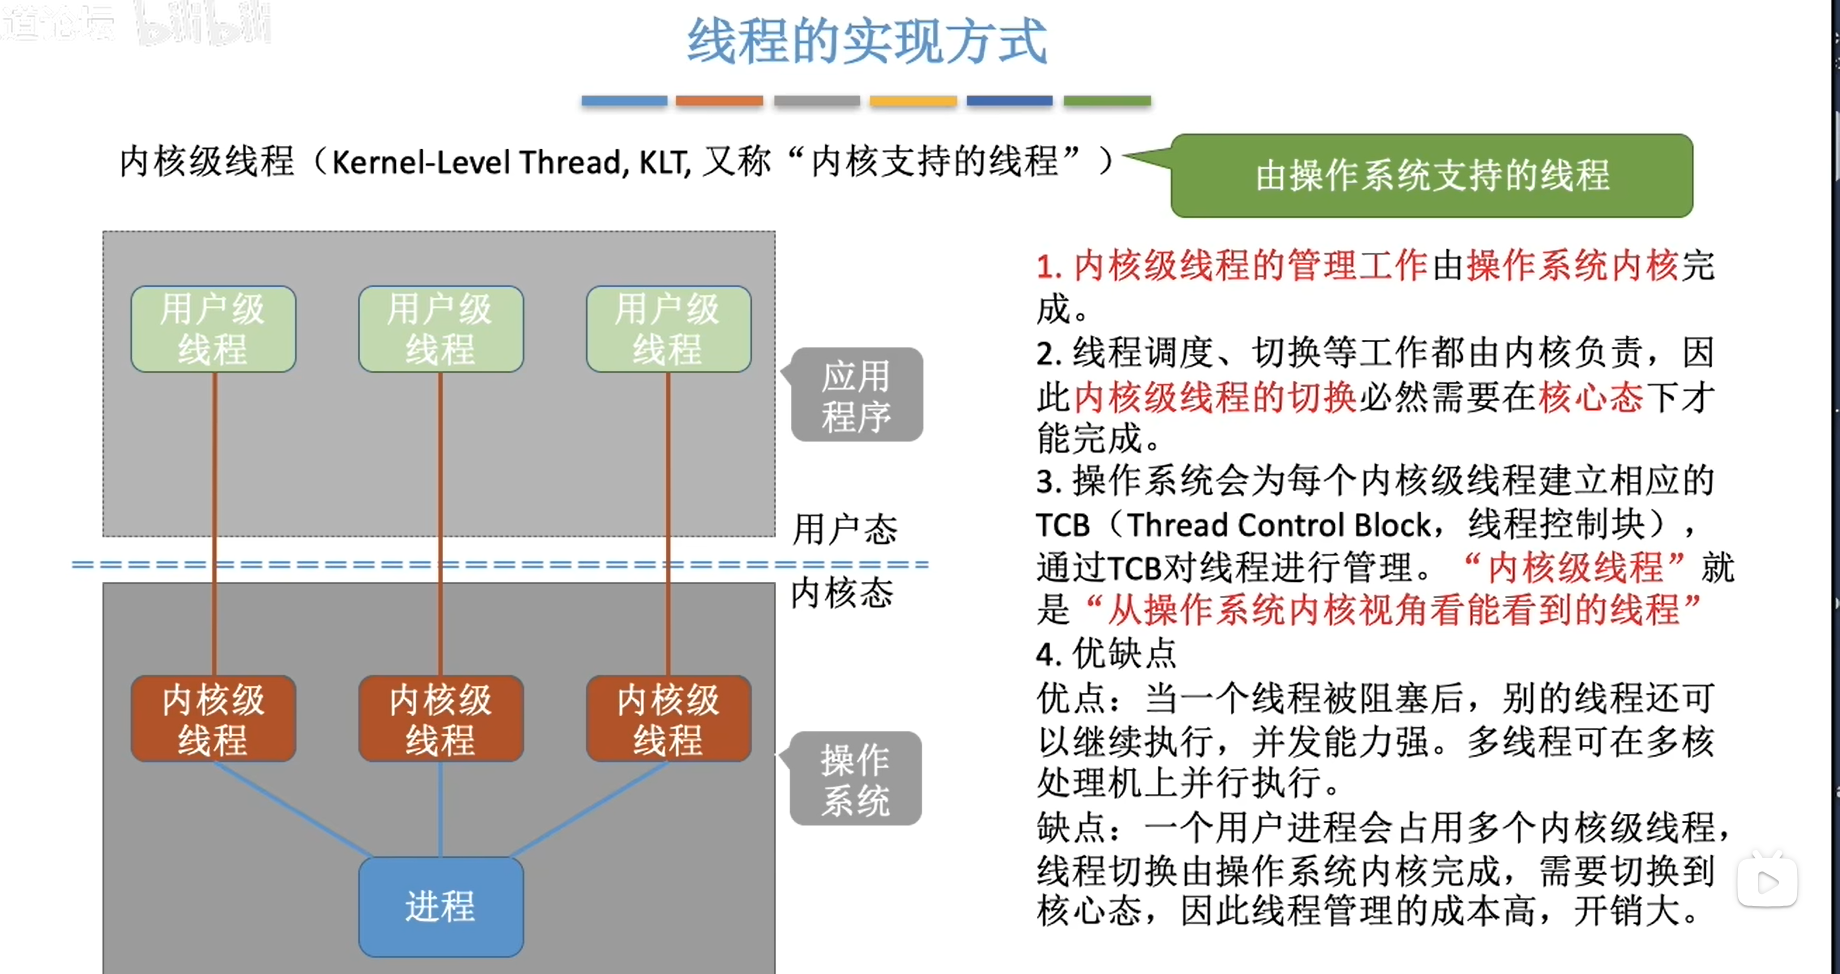 道论坛 bilibili
线程的实现方式
内核级线程（Kernel-Level Thread, KLT, 又称“内核支持的线程”）
由操作系统支持的线程
用户级
线程
用户级
线程
用户级
线程
应用
程序
用户态
内核态
内核级
线程
内核级
线程
内核级
线程
操作
系统
进程
1. 内核级线程的管理工作由操作系统内核完
成。
2. 线程调度、切换等工作都由内核负责，因
此内核级线程的切换必然需要在核心态下才
能完成。
3. 操作系统会为每个内核级线程建立相应的
TCB（Thread Control Block，线程控制块），
通过TCB对线程进行管理。“内核级线程”就
是“从操作系统内核视角看能看到的线程”
4. 优缺点
优点：当一个线程被阻塞后，别的线程还可
以继续执行，并发能力强。多线程可在多核
处理机上并行执行。
缺点：一个用户进程会占用多个内核级线程，
线程切换由操作系统内核完成，需要切换到
核心态，因此线程管理的成本高，开销大。